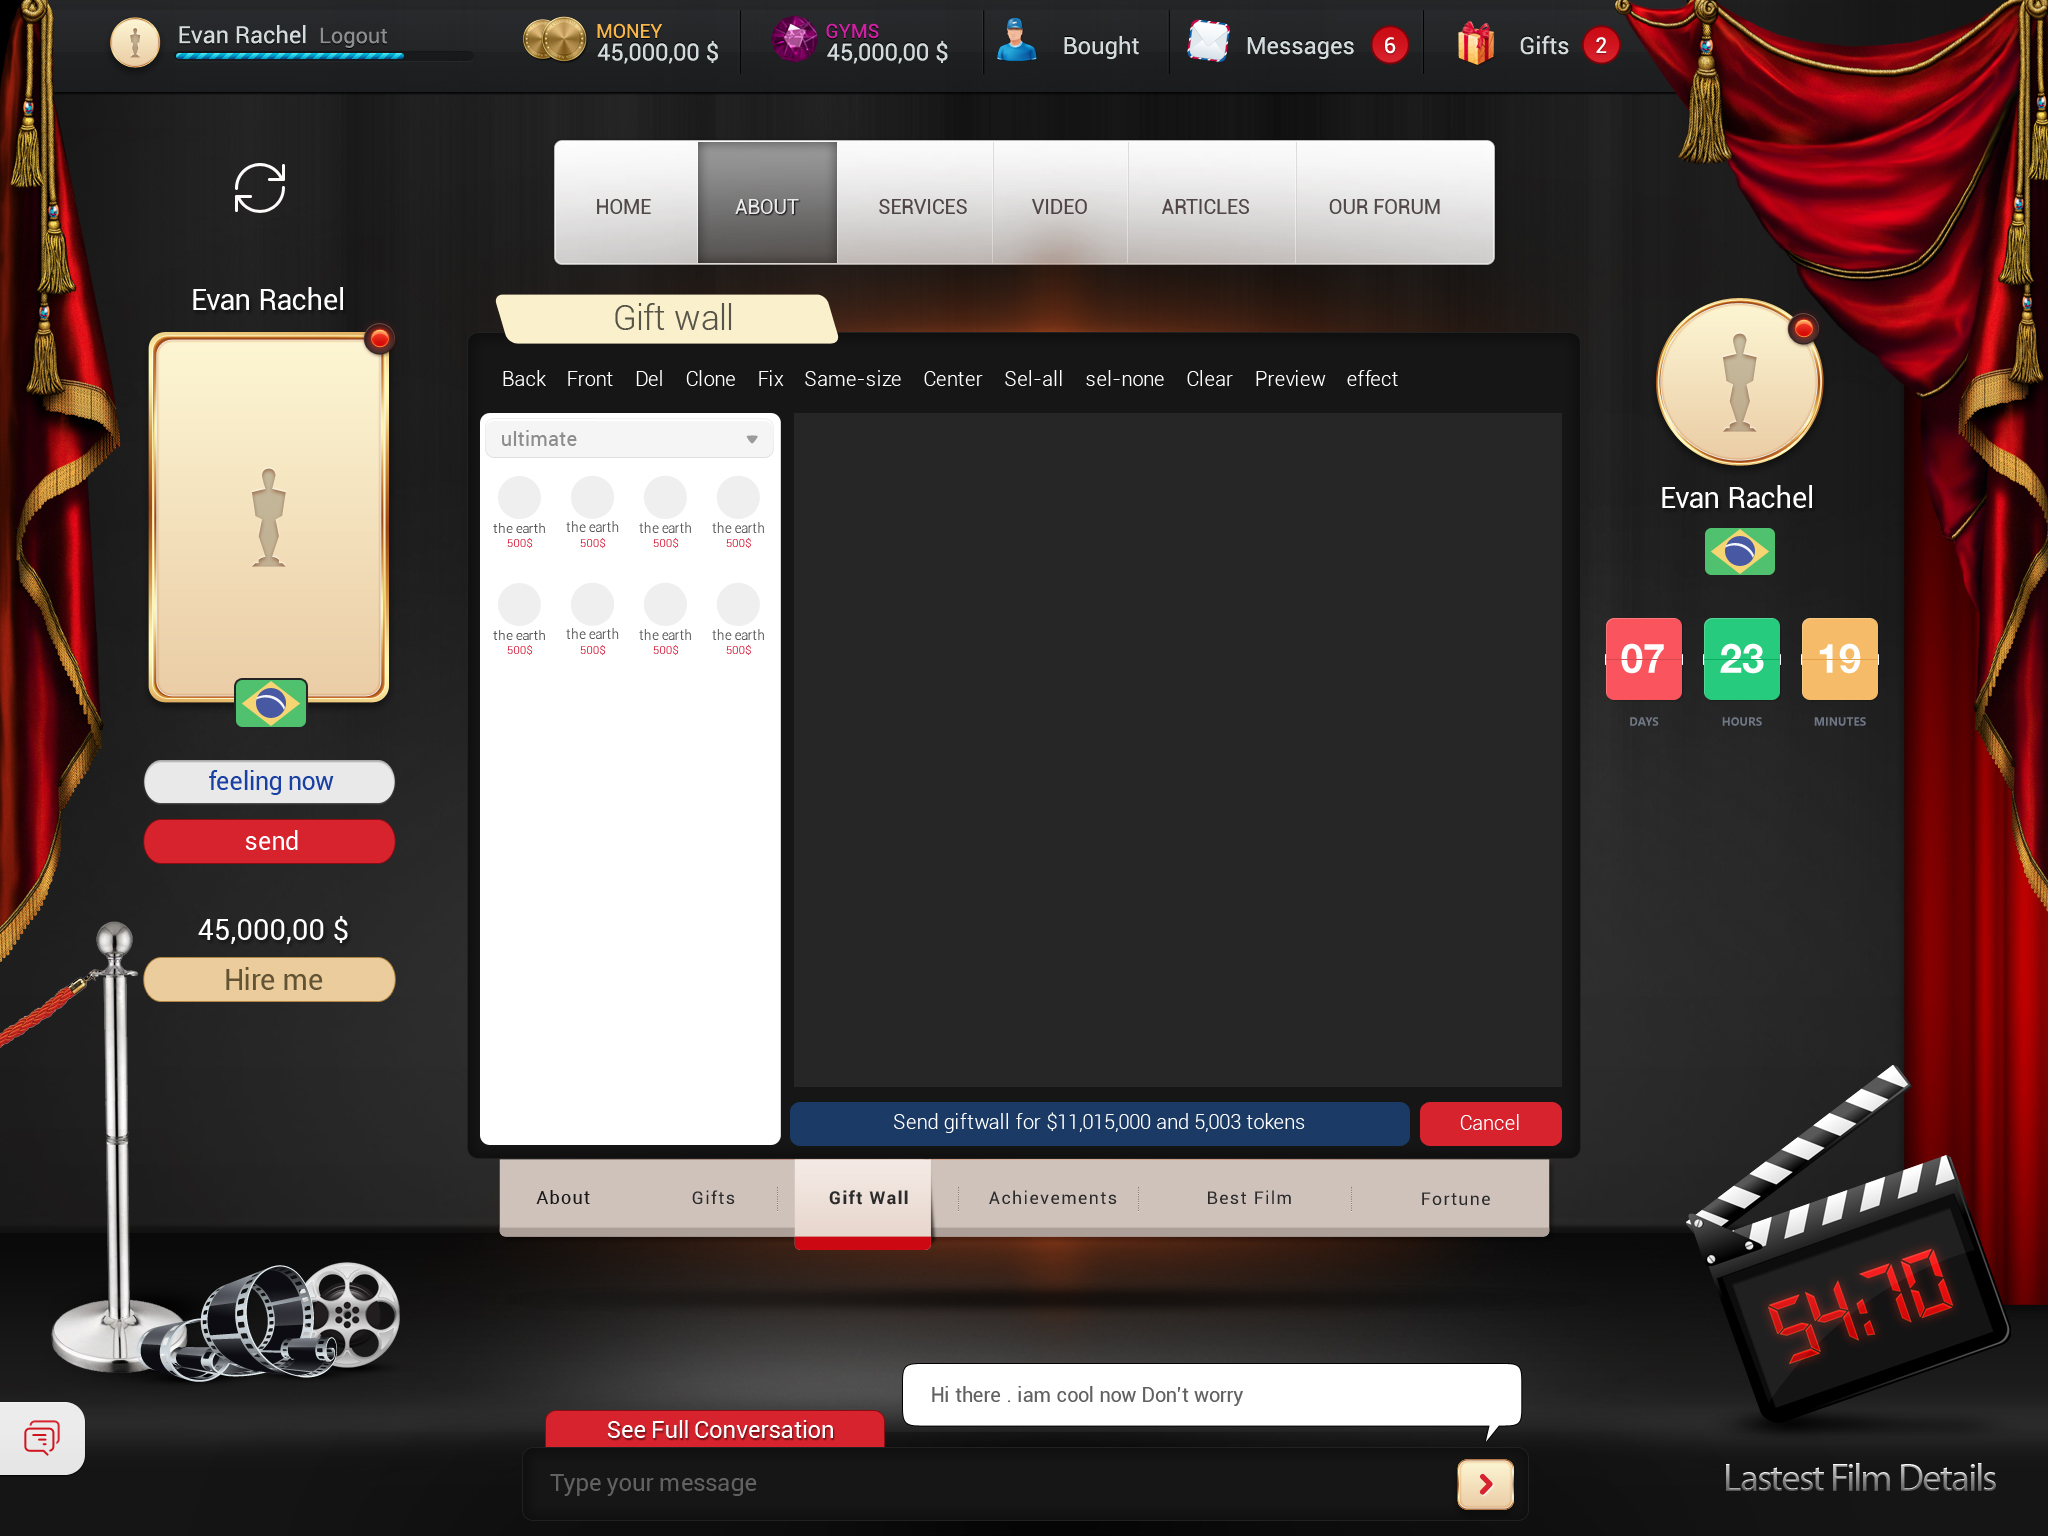 Evan Rachel Logout
MONEY
45,000,00 $
GYMS
45,000,00 $
Bought
Messages 6
Gifts 2
HOME ABOUT SERVICES VIDEO ARTICLES OUR FORUM
Evan Rachel
Gift wall
Back Front Del Clone Fix Same-size Center Sel-all sel-none Clear Preview effect
ultimate
the earth the earth the earth the earth
500$ 500$ 500$ 500$
the earth the earth the earth the earth
500$ 500$ 500$ 500$
Evan Rachel
07 23 19
DAYS HOURS MINUTES
feeling now
send
45,000,00 $
Hire me
Send giftwall for $11,015,000 and 5,003 tokens
Cancel
About Gifts Gift Wall Achievements Best Film Fortune
54:70
Hi there . iam cool now Don't worry
See Full Conversation
Type your message
Lastest Film Details